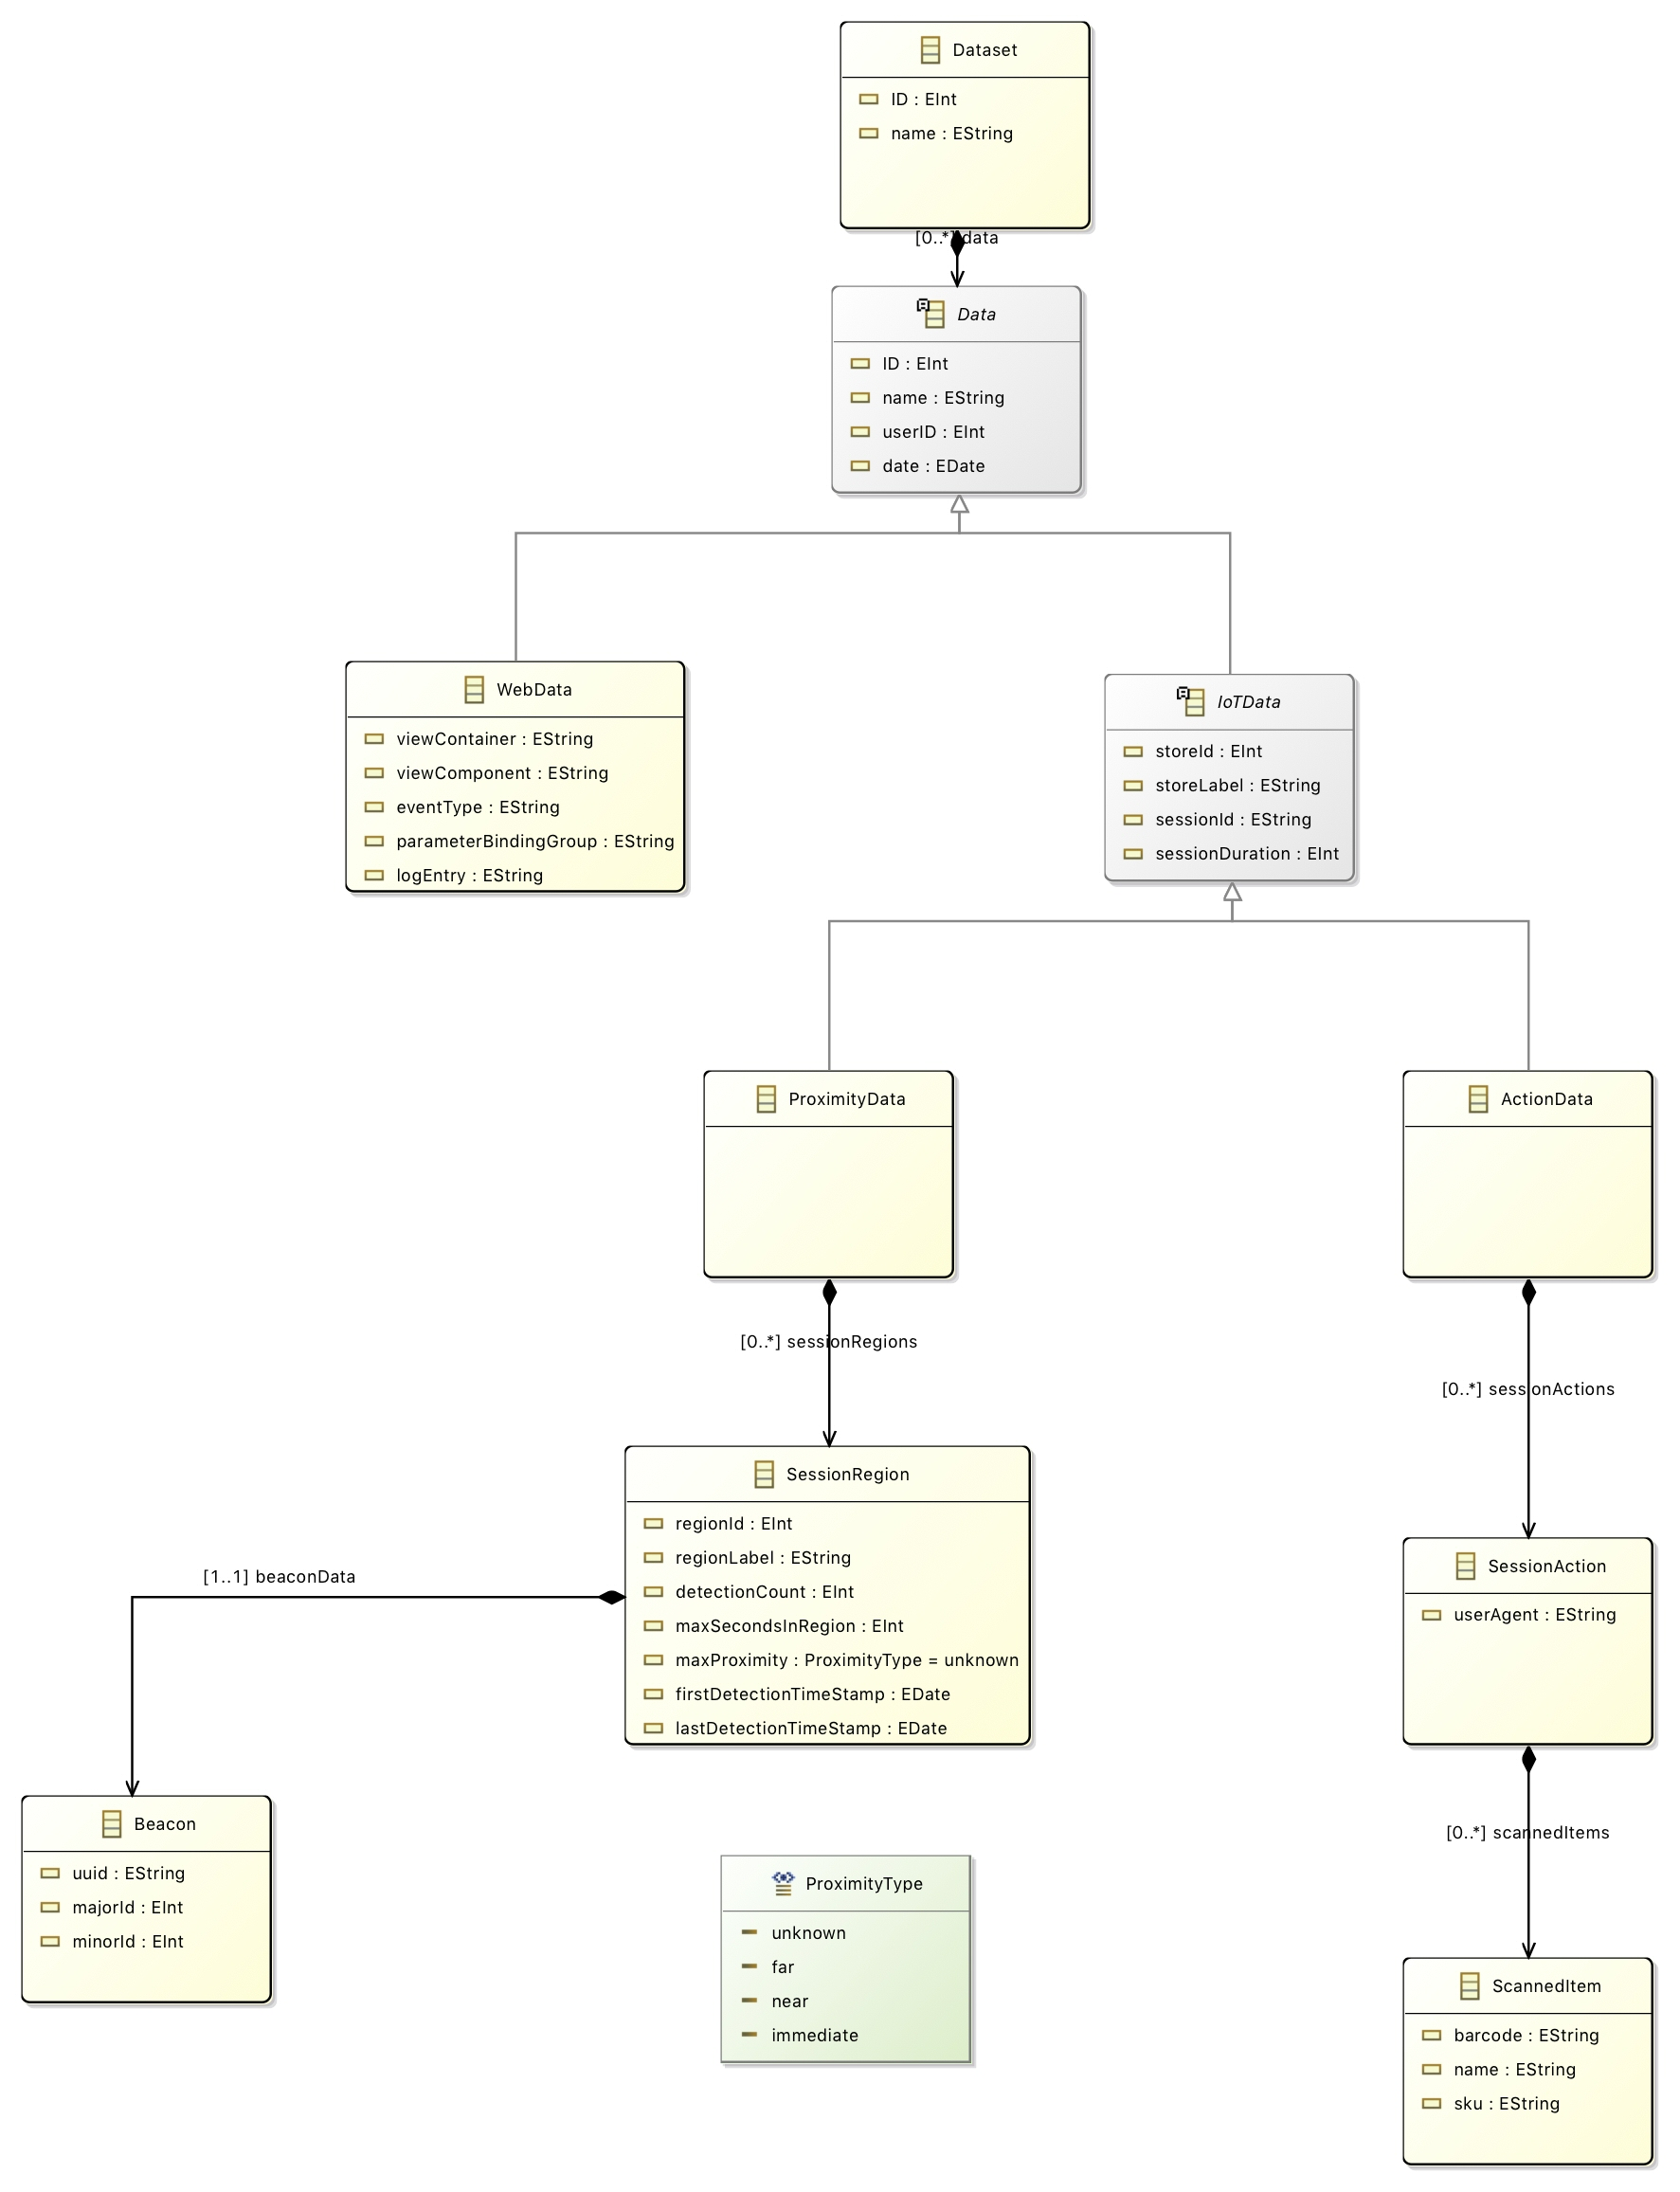 Dataset
ID : EInt
name : EString
[0..*] data
Data
ID : EInt
name : EString
userID : EInt
date : EDate
WebData
viewContainer : EString
viewComponent : EString
eventType : EString
parameterBindingGroup : EString
logEntry : EString
IoTData
storeId : EInt
storeLabel : EString
sessionId : EString
sessionDuration : EInt
ProximityData
ActionData
[0..*] sessionRegions
[0..*] sessionActions
SessionRegion
regionId : EInt
regionLabel : EString
detectionCount : EInt
maxSecondsInRegion : EInt
maxProximity : ProximityType = unknown
firstDetectionTimeStamp : EDate
lastDetectionTimeStamp : EDate
[1..1] beaconData
SessionAction
userAgent : EString
Beacon
uuid : EString
majorId : EInt
minorId : EInt
ProximityType
unknown
far
near
immediate
[0..*] scannedItems
ScannedItem
barcode : EString
name : EString
sku : EString